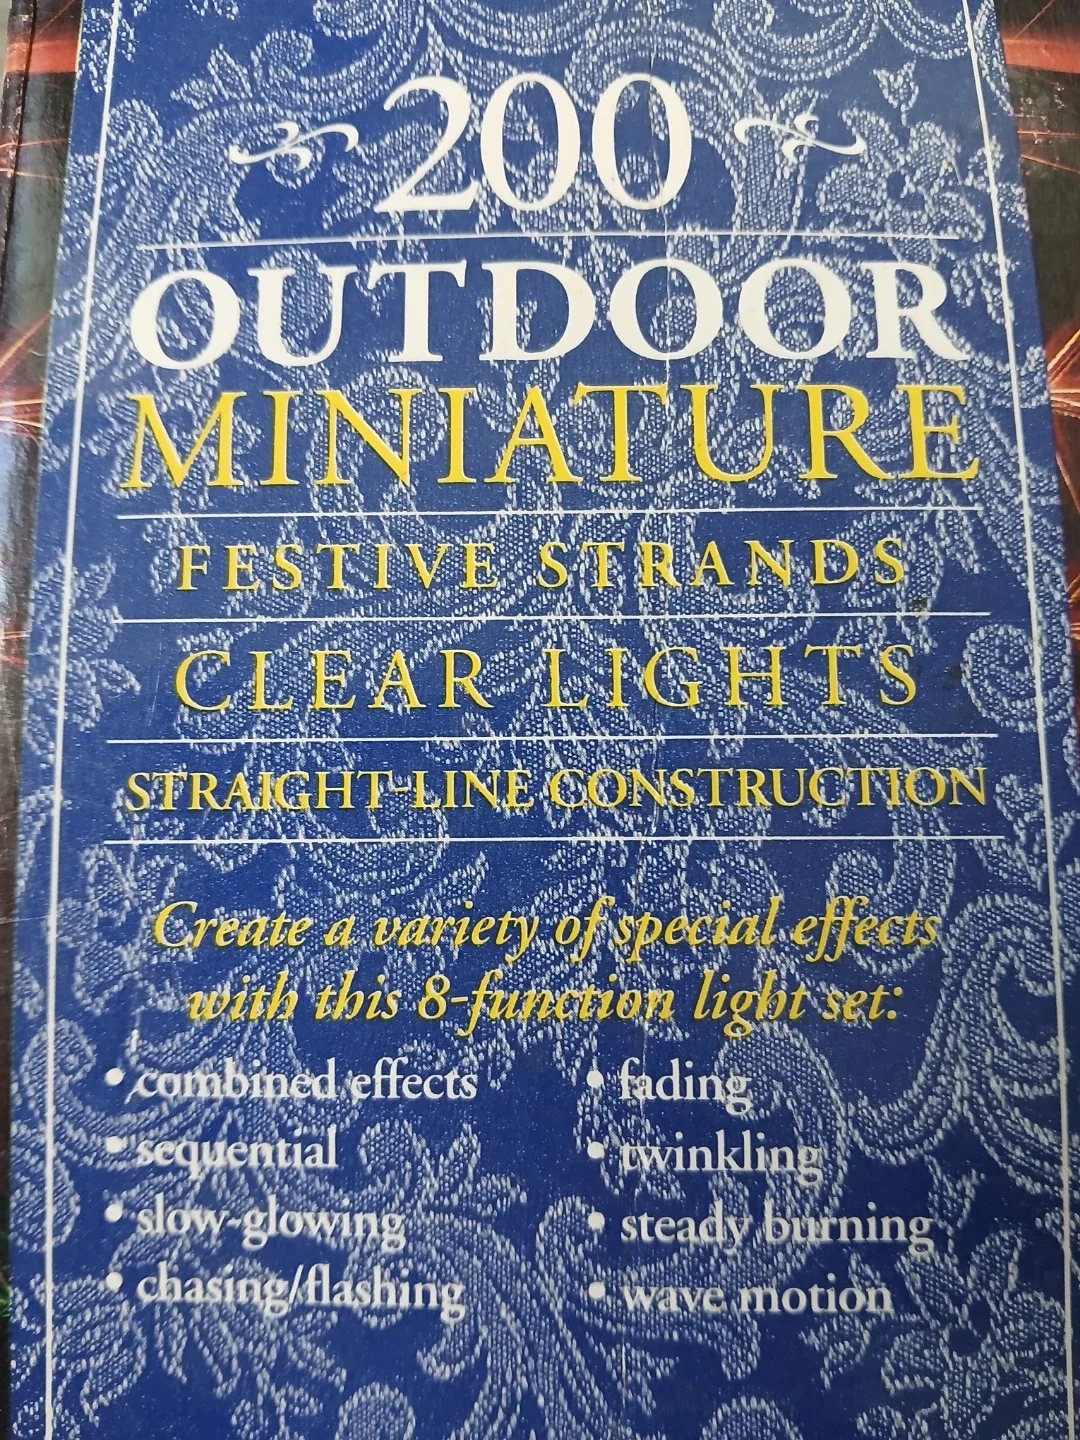 200
OUTDOOR
MINIATURE
FESTIVE STRANDS
CLEAR LIGHTS
STRAIGHT-LINE CONSTRUCTION
Create a variety of special effects
with this 8-function light set:
• combined effects
• sequential
• slow-glowing
• chasing/flashing
• fading
• twinkling
• steady burning
• wave motion